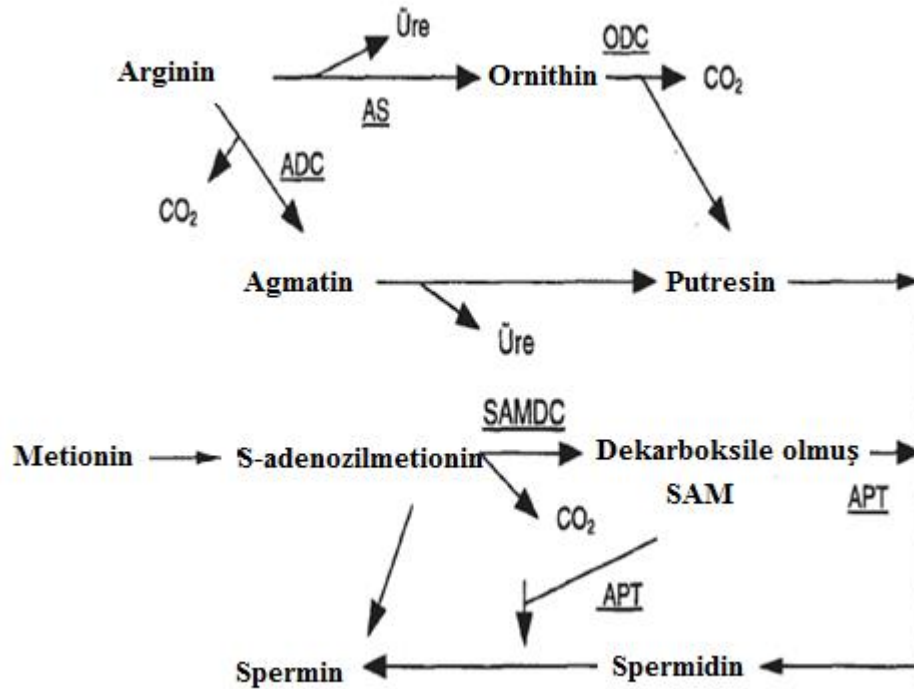 Üre
ODC
Arginin
Ornithin
CO₂
AS
ADC
CO₂
Agmatin
Putresin
Üre
SAMDC
Metionin
S-adenozilmetionin
Dekarboksile olmuş
SAM
APT
CO₂
APT
Spermin
Spermidin